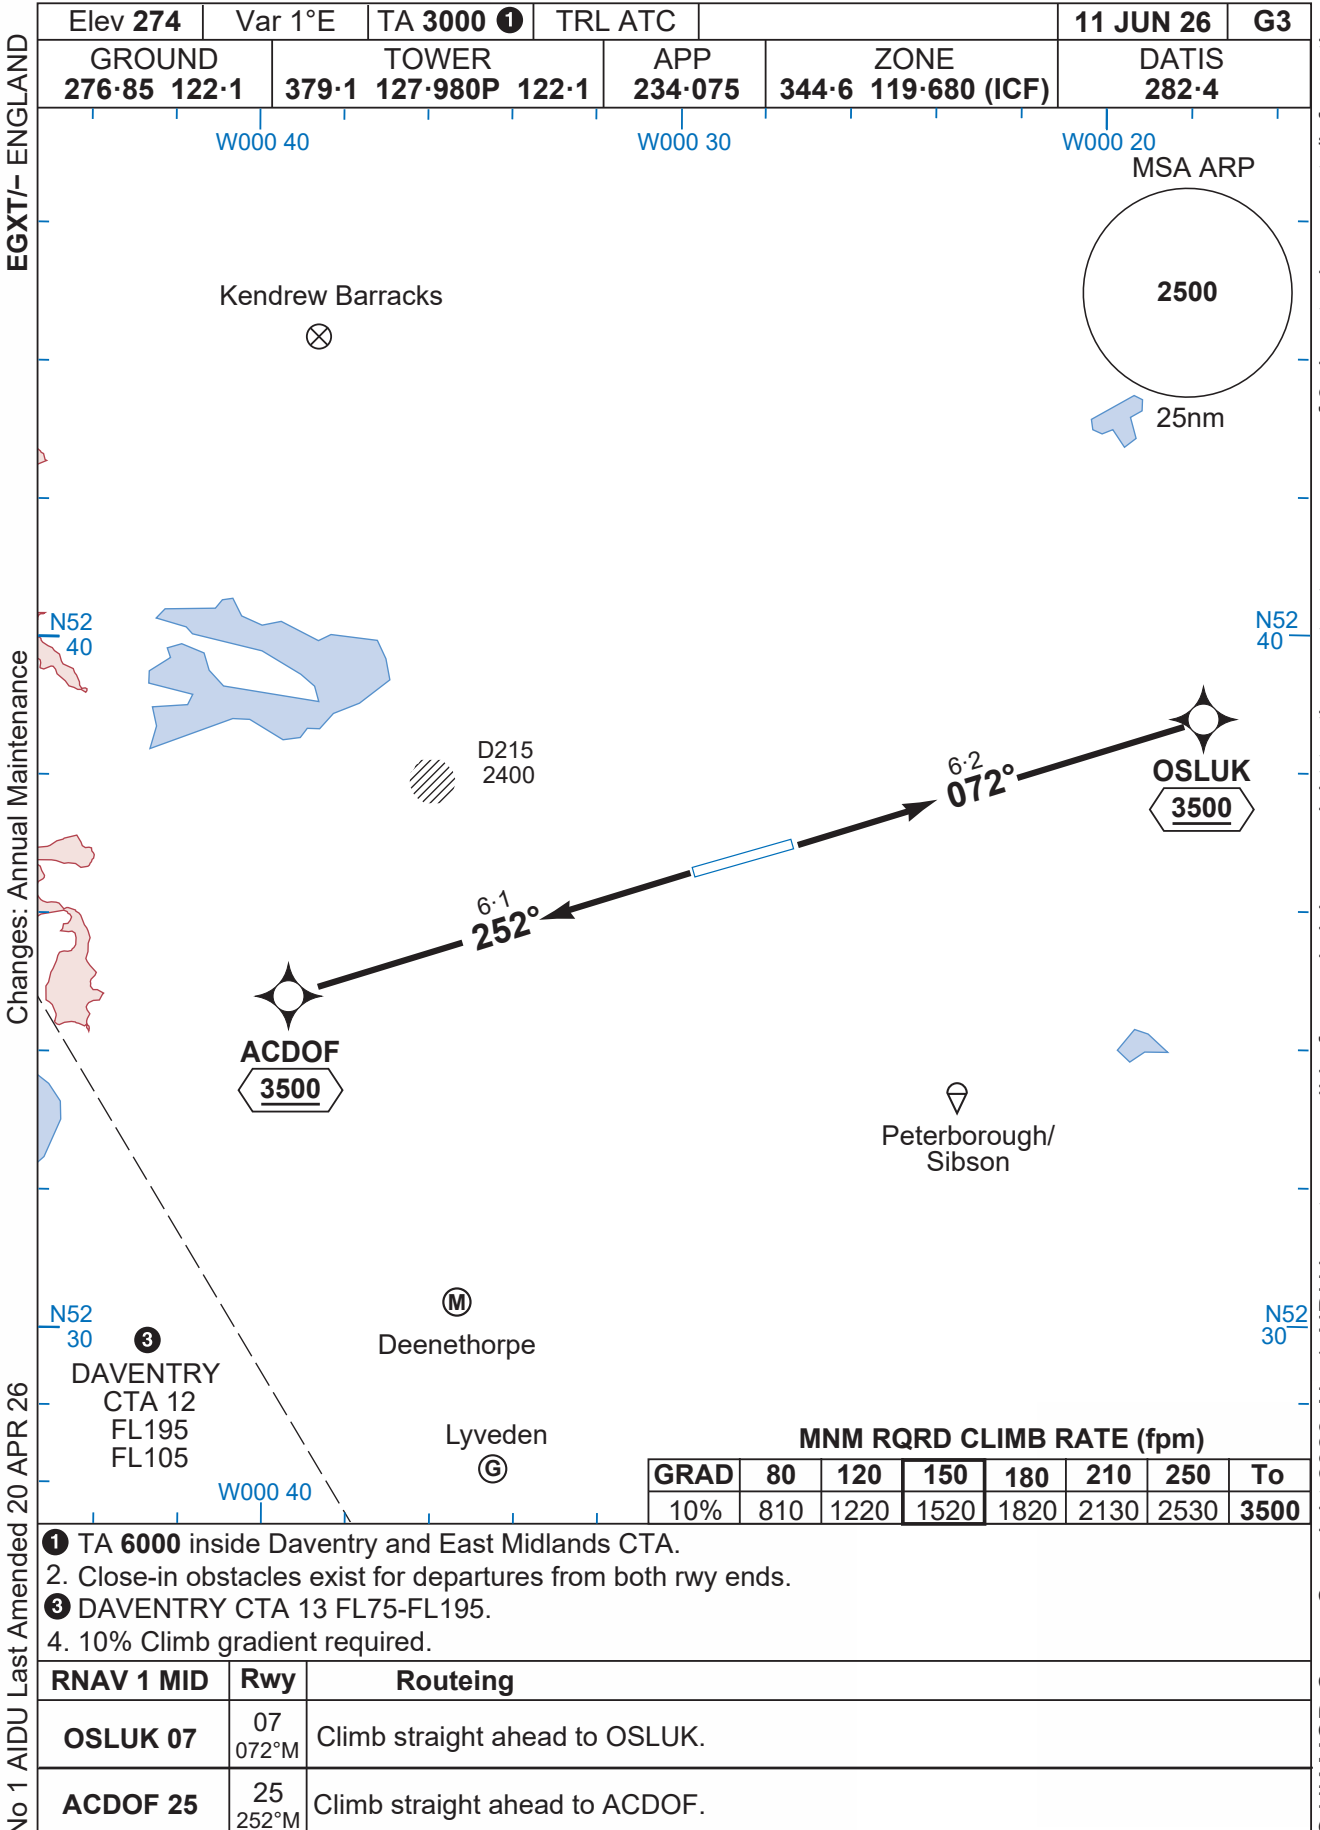 Elev 274 Var 1°E TA 3000 ❶ TRL ATC 11 JUN 26 G3
GROUND TOWER APP ZONE DATIS
276·85 122·1 379·1 127·980P 122·1 234·075 344·6 119·680 (ICF) 282·4
EGXT/– ENGLAND
Changes: Annual Maintenance
No 1 AIDU Last Amended 20 APR 26
W000 40 W000 30 W000 20
MSA ARP
2500
25nm
Kendrew Barracks
N52
40
N52
40
D215
2400
6·2
072°
OSLUK
3500
6·1
252°
ACDOF
3500
Peterborough/
Sibson
M
Deenethorpe
N52
30
N52
30
❸
DAVENTRY
CTA 12
FL195
FL105
Lyveden
G
W000 40
MNM RQRD CLIMB RATE (fpm)
GRAD 80 120 150 180 210 250 To
10% 810 1220 1520 1820 2130 2530 3500
❶ TA 6000 inside Daventry and East Midlands CTA.
2. Close-in obstacles exist for departures from both rwy ends.
❸ DAVENTRY CTA 13 FL75-FL195.
4. 10% Climb gradient required.
RNAV 1 MID Rwy Routeing
OSLUK 07 07 Climb straight ahead to OSLUK.
072°M
ACDOF 25 25 Climb straight ahead to ACDOF.
252°M